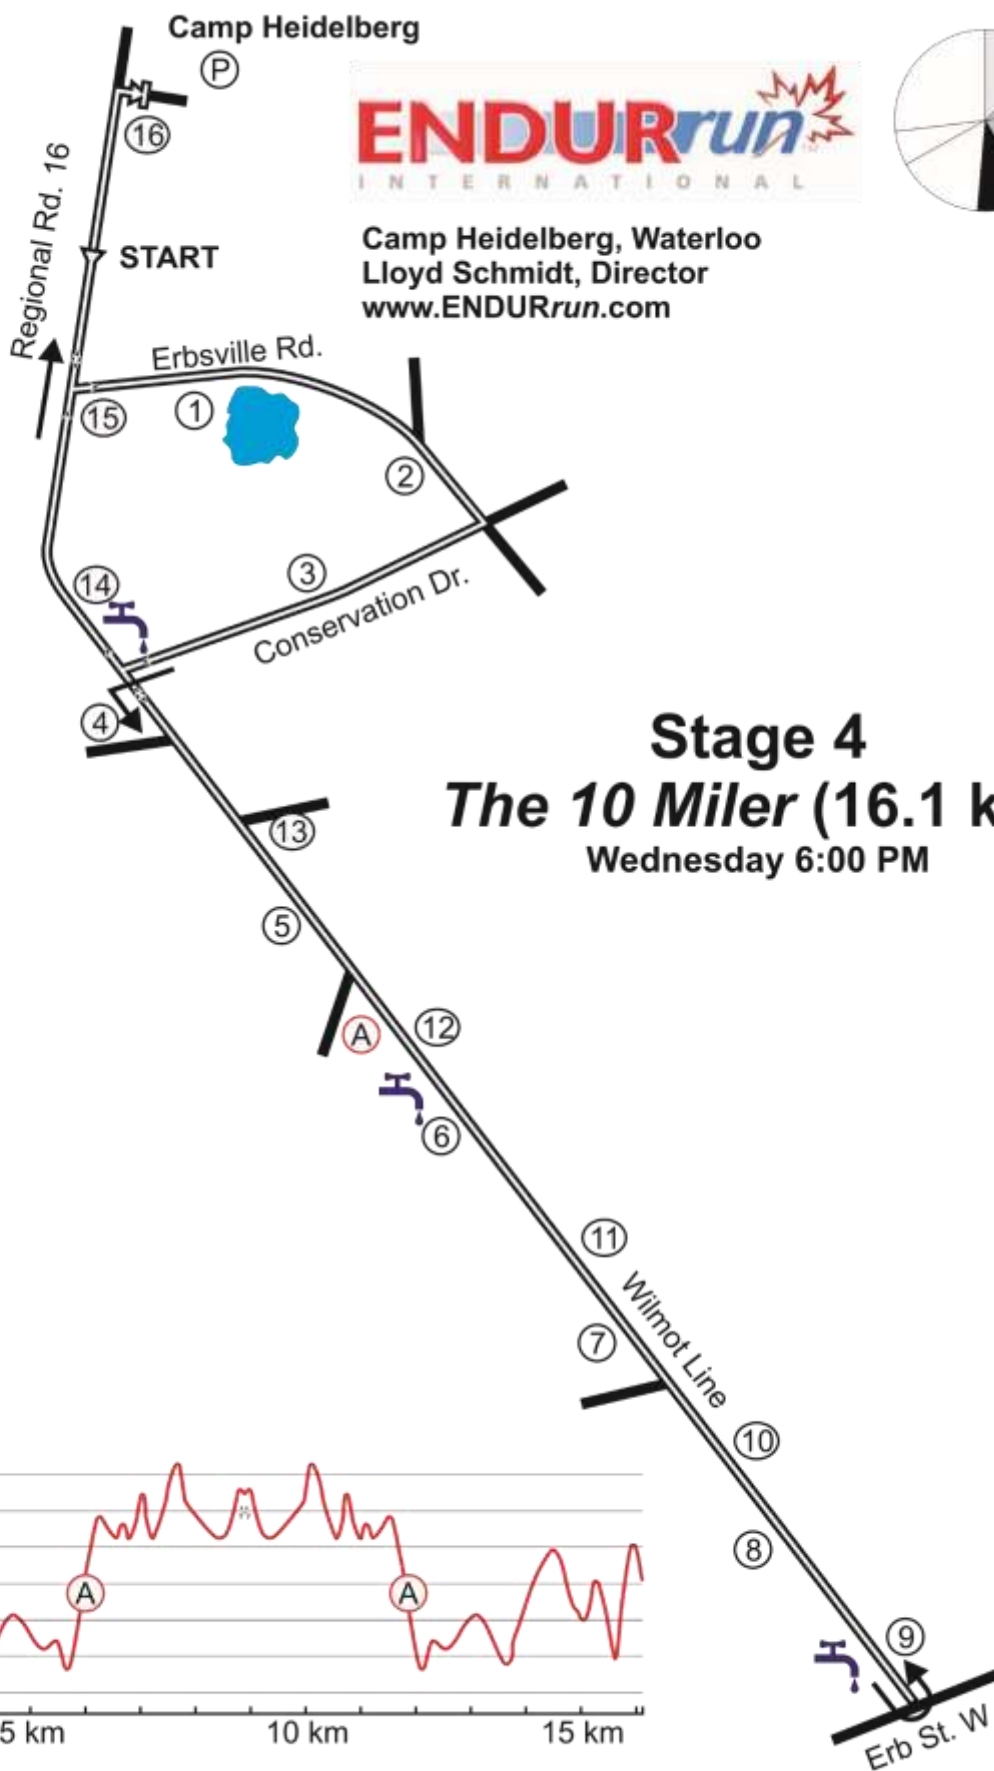 Camp Heidelberg
P
16
ENDURrun
INTERNATIONAL
Regional Rd. 16
START
Camp Heidelberg, Waterloo
Lloyd Schmidt, Director
www.ENDURrun.com
Erbsville Rd.
15
1
2
3
14
Conservation Dr.
4
Stage 4
The 10 Miler (16.1 k
Wednesday 6:00 PM
13
5
12
A
6
11
Wilmot Line
7
10
8
9
A
A
5 km
10 km
15 km
Erb St. W